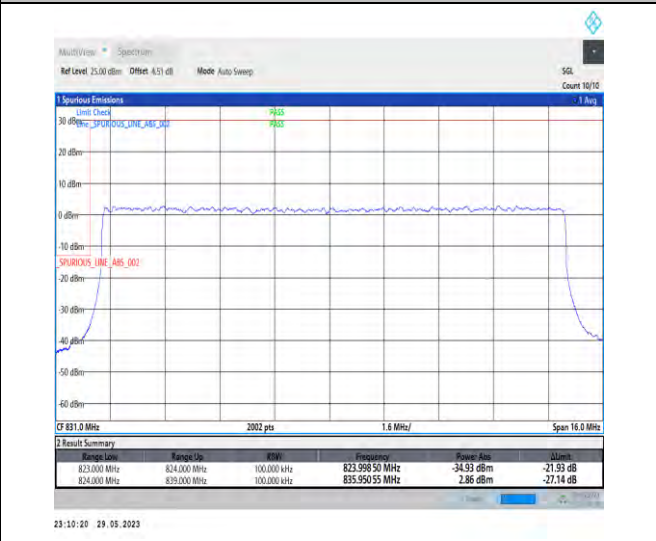 MultiView Spectrum
Ref Level 25.00 dBm Offset 4.51 dB Mode Auto Sweep SGL
Count 10/10
1 Spurious Emissions 1 Avg
Limit Check PASS
30 dBm Line _SPURIOUS_LINE_ABS_002 PASS
20 dBm
10 dBm
0 dBm
-10 dBm
SPURIOUS_LINE_ABS_002
-20 dBm
-30 dBm
-40 dBm
-50 dBm
-60 dBm
CF 831.0 MHz 2002 pts 1.6 MHz/ Span 16.0 MHz
2 Result Summary
Range Low Range Up RBW Frequency Power Abs ΔLimit
823.000 MHz 824.000 MHz 100.000 kHz 823.998 50 MHz -34.93 dBm -21.93 dB
824.000 MHz 839.000 MHz 100.000 kHz 835.950 55 MHz 2.86 dBm -27.14 dB
23:10:20 29.05.2023